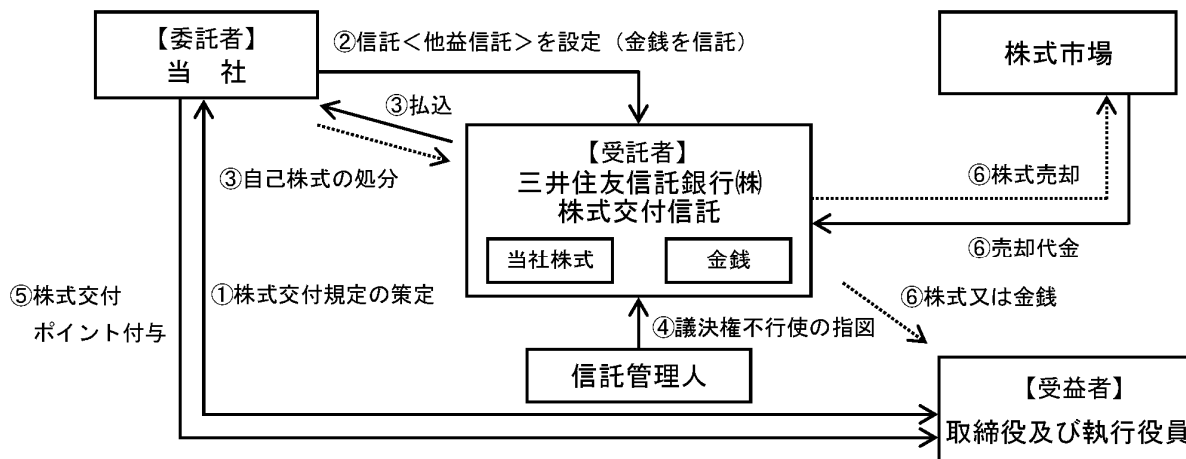 【委託者】
当 社
②信託<他益信託>を設定(金銭を信託)
株式市場
③払込
③自己株式の処分
【受託者】
三井住友信託銀行㈱
株式交付信託
当社株式
金銭
⑥株式売却
⑥売却代金
⑤株式交付
ポイント付与
①株式交付規定の策定
④議決権不行使の指図
⑥株式又は金銭
信託管理人
【受益者】
取締役及び執行役員